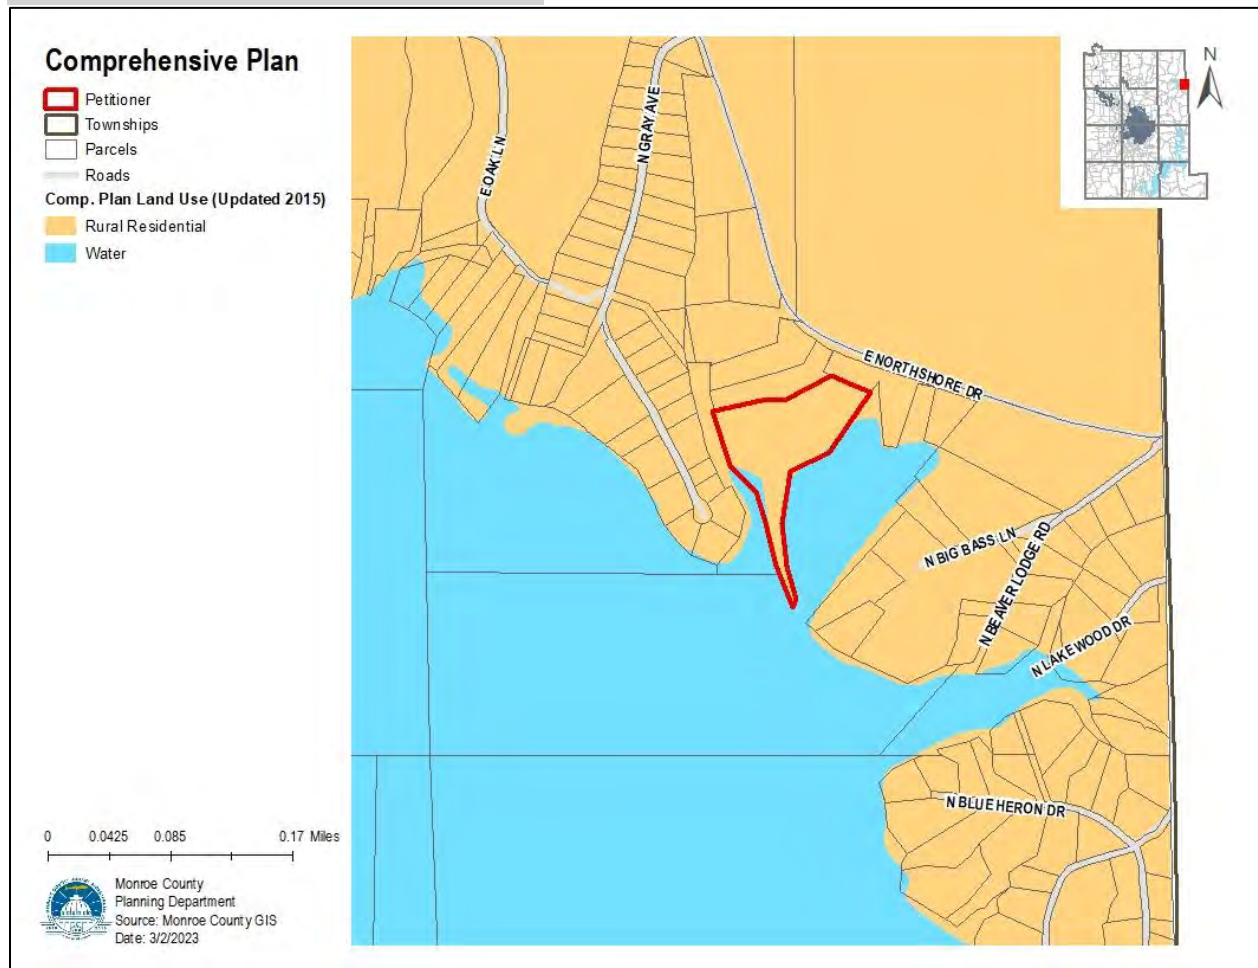 Comprehensive Plan
Petitioner
Townships
Parcels
Roads
Comp. Plan Land Use (Updated 2015)
Rural Residential
Water
N
E OAK LN
N GRAY AVE
E NORTHSHORE DR
N BIG BASS LN
N BEAVER LODGE RD
N LAKEWOOD DR
N BLUE HERON DR
0 0.0425 0.085 0.17 Miles
Monroe County
Planning Department
Source: Monroe County GIS
Date: 3/2/2023